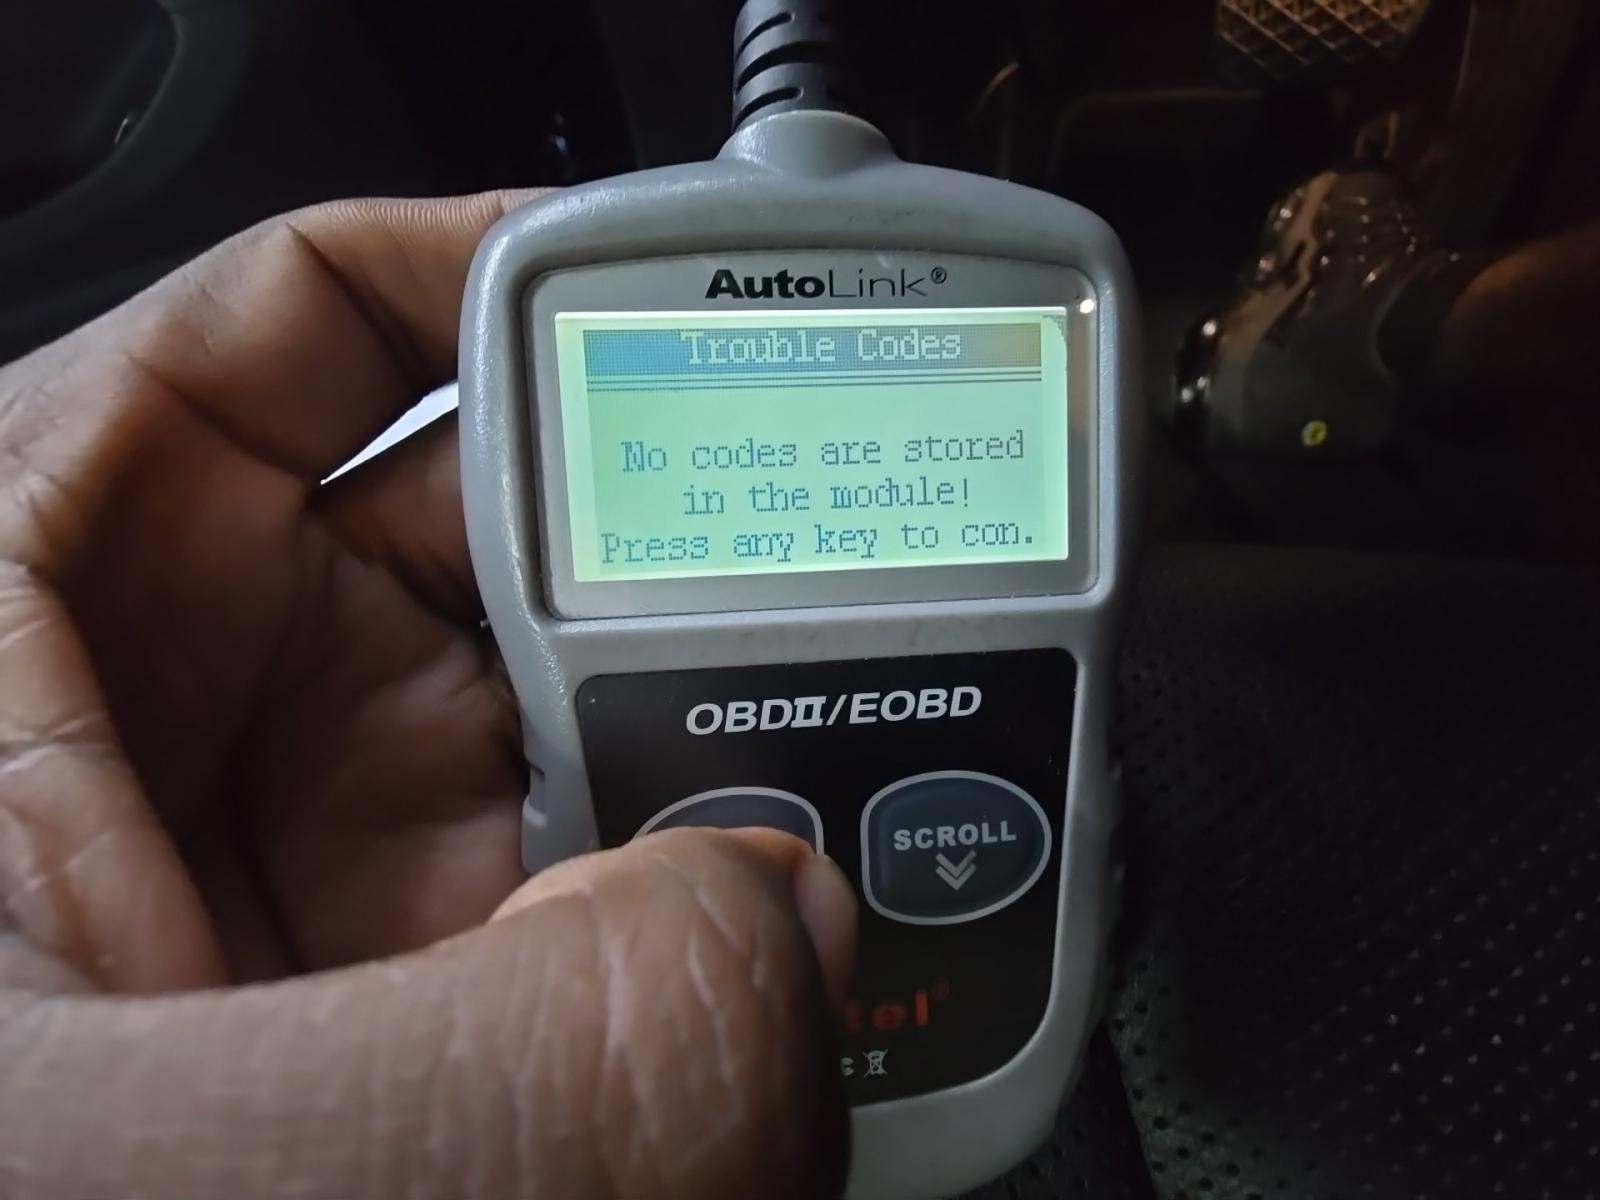 AutoLink®
Trouble Codes
No codes are stored
in the module!
Press any key to con.
OBDII/EOBD
SCROLL